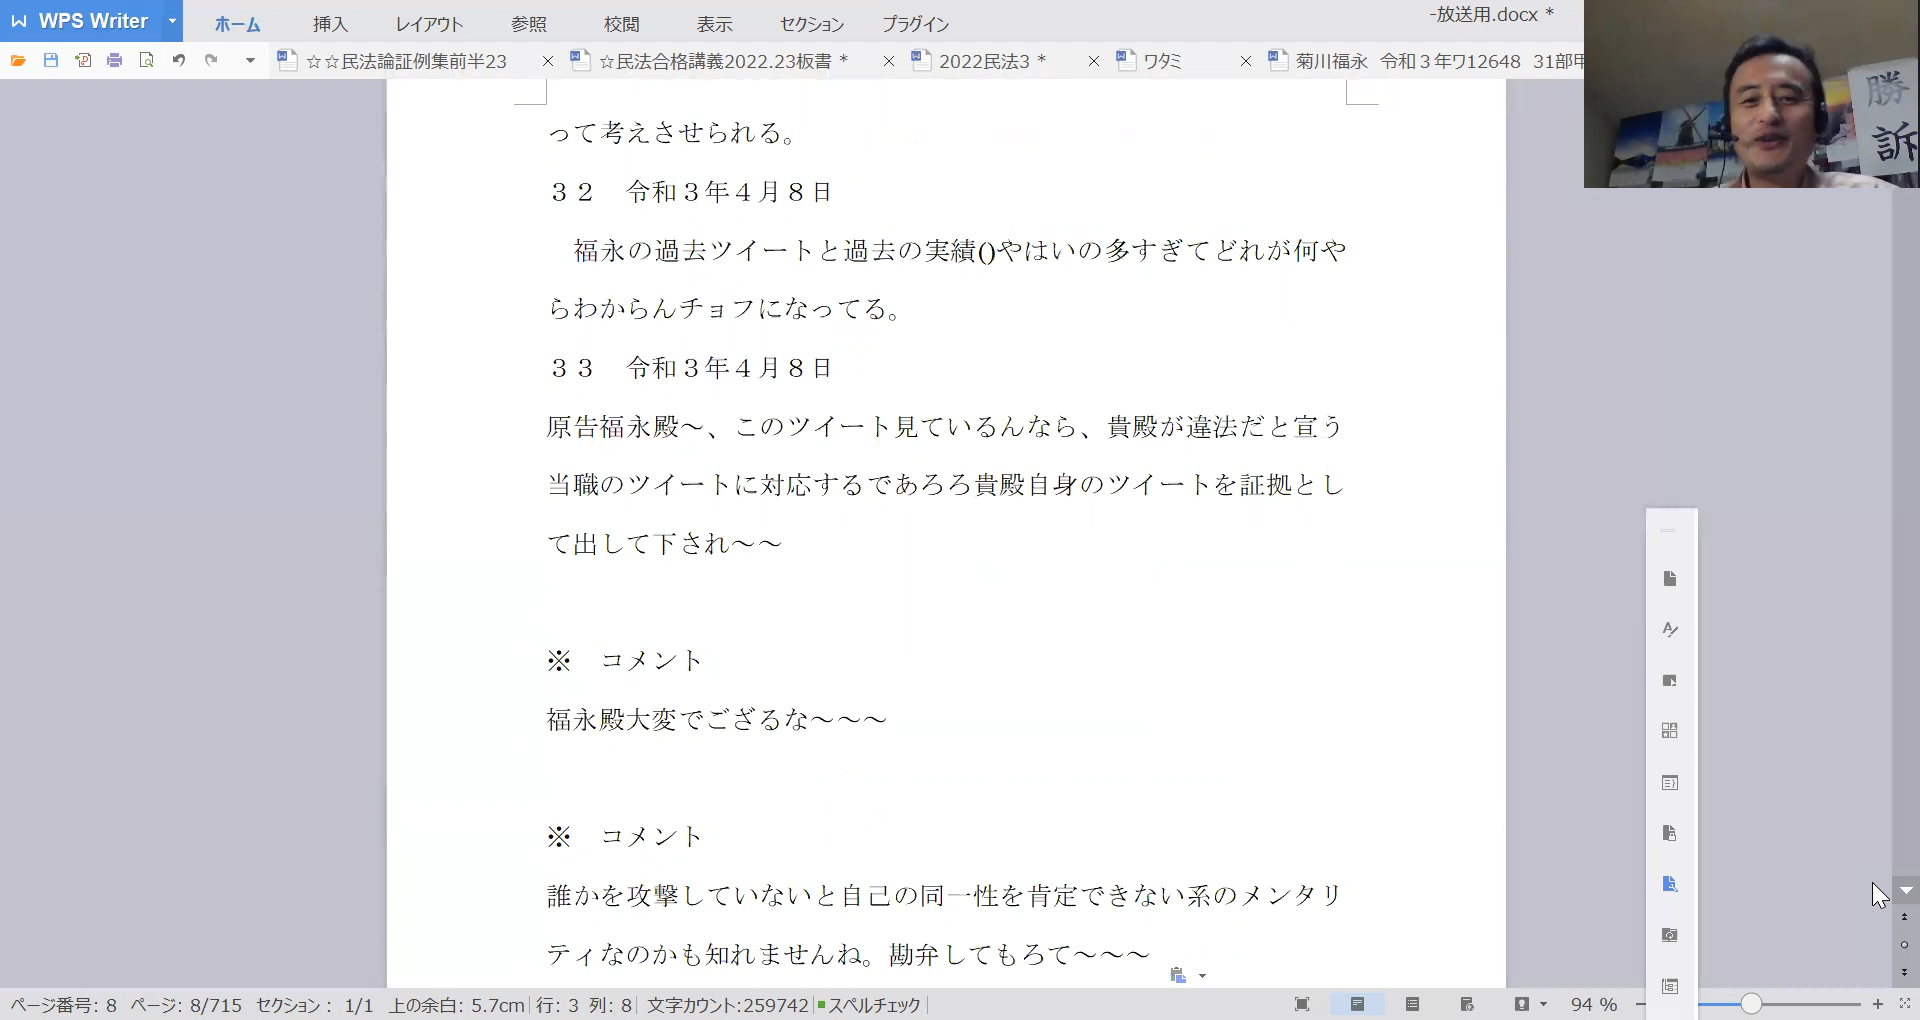 WPS Writer
ホーム 挿入 レイアウト 参照 校閲 表示 セクション プラグイン
-放送用.docx *
☆☆民法論証例集前半23 ☆民法合格講義2022.23板書 * 2022民法3 * ワタミ 菊川福永 令和３年ワ12648 31部甲
勝
訴
って考えさせられる。
３２　令和３年４月８日
福永の過去ツイートと過去の実績()やはいの多すぎてどれが何や
らわからんチョフになってる。
３３　令和３年４月８日
原告福永殿～、このツイート見ているんなら、貴殿が違法だと宣う
当職のツイートに対応するであろろ貴殿自身のツイートを証拠とし
て出して下され～～
※　コメント
福永殿大変でござるな～～～
※　コメント
誰かを攻撃していないと自己の同一性を肯定できない系のメンタリ
ティなのかも知れませんね。勘弁してもろて～～～
ページ番号: 8 ページ: 8/715 セクション: 1/1 上の余白: 5.7cm 行: 3 列: 8 文字カウント:259742 スペルチェック 94 %